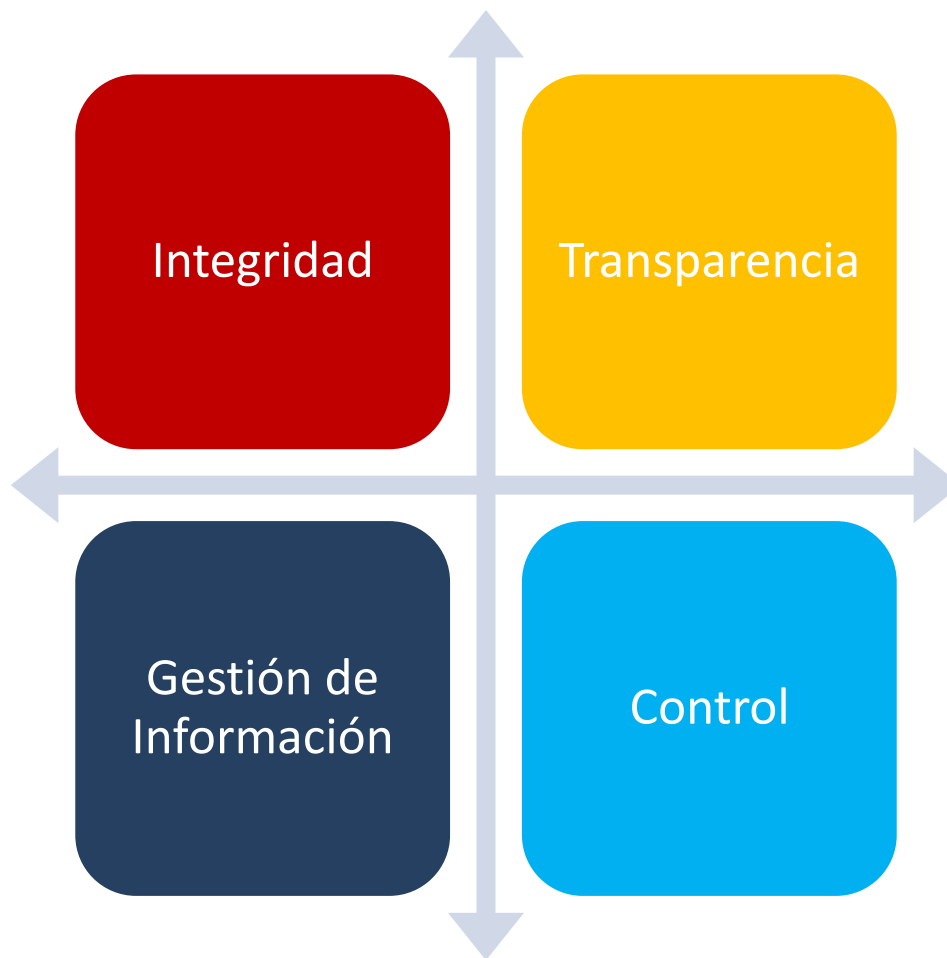 Integridad
Transparencia
Gestión de
Información
Control